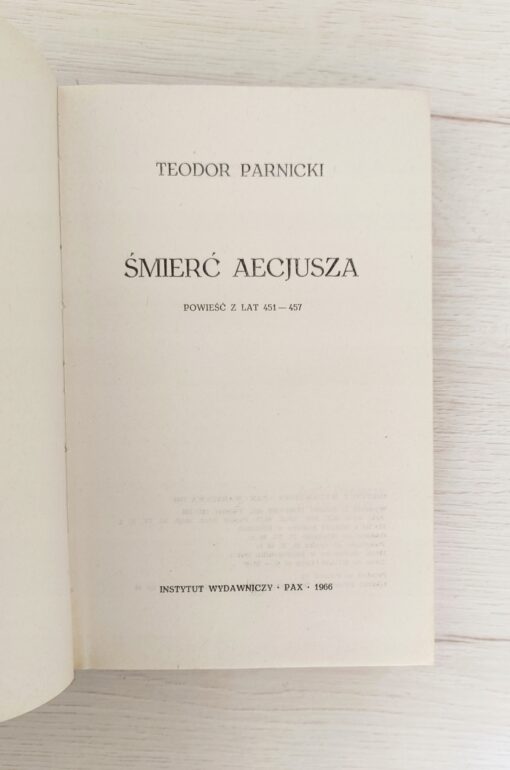 TEODOR PARNICKI
ŚMIERĆ AECJUSZA
POWIEŚĆ Z LAT 451—457
INSTYTUT WYDAWNICZY · PAX · 1966